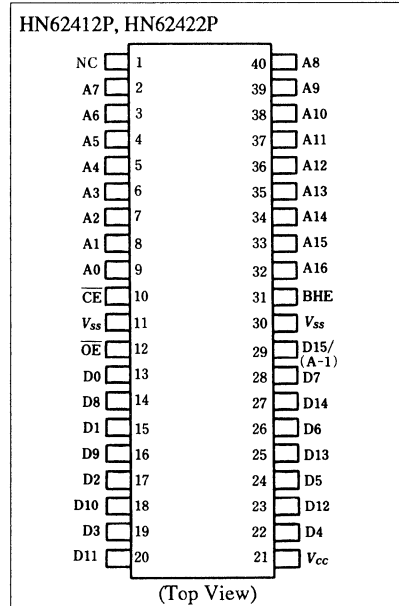 HN62412P, HN62422P
NC 1 40 A8
A7 2 39 A9
A6 3 38 A10
A5 4 37 A11
A4 5 36 A12
A3 6 35 A13
A2 7 34 A14
A1 8 33 A15
A0 9 32 A16
C̅E̅ 10 31 BHE
Vss 11 30 Vss
O̅E̅ 12 29 D15/(A-1)
D0 13 28 D7
D8 14 27 D14
D1 15 26 D6
D9 16 25 D13
D2 17 24 D5
D10 18 23 D12
D3 19 22 D4
D11 20 21 Vcc
(Top View)